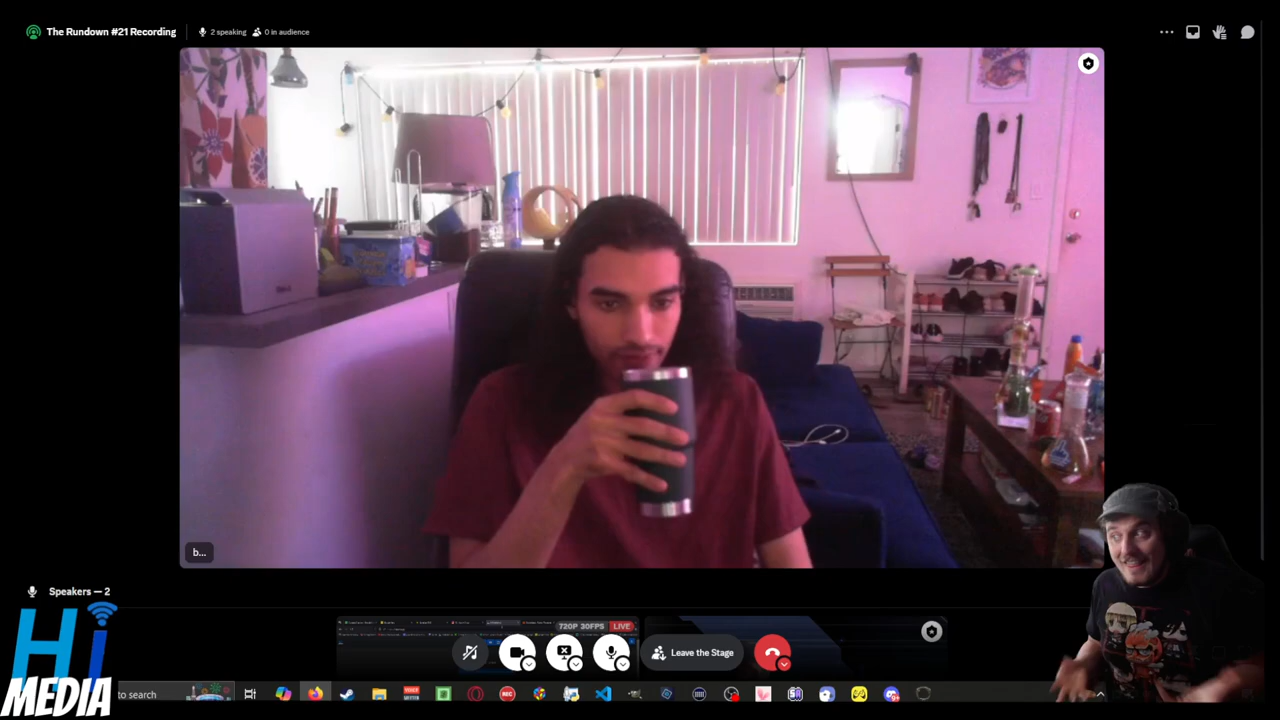 The Rundown #21 Recording
2 speaking
0 in audience
b...
Speakers — 2
720P 30FPS
LIVE
Leave the Stage
Hi
MEDIA
to search
REC